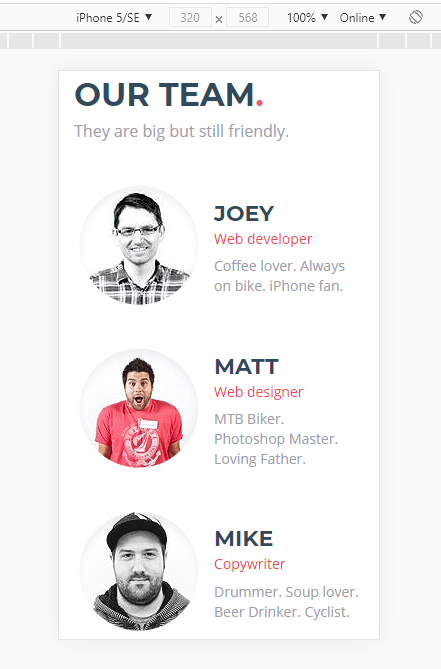 iPhone 5/SE ▼ 320 × 568 100% ▼ Online ▼
OUR TEAM.
They are big but still friendly.
JOEY
Web developer
Coffee lover. Always
on bike. iPhone fan.
MATT
Web designer
MTB Biker.
Photoshop Master.
Loving Father.
MIKE
Copywriter
Drummer. Soup lover.
Beer Drinker. Cyclist.